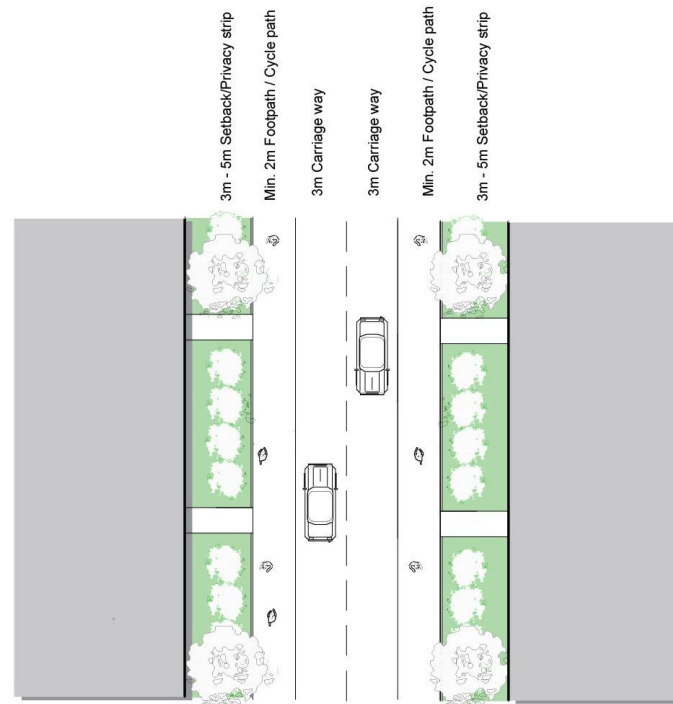 3m - 5m Setback/Privacy strip
Min. 2m Footpath / Cycle path
3m Carriage way
3m Carriage way
Min. 2m Footpath / Cycle path
3m - 5m Setback/Privacy strip